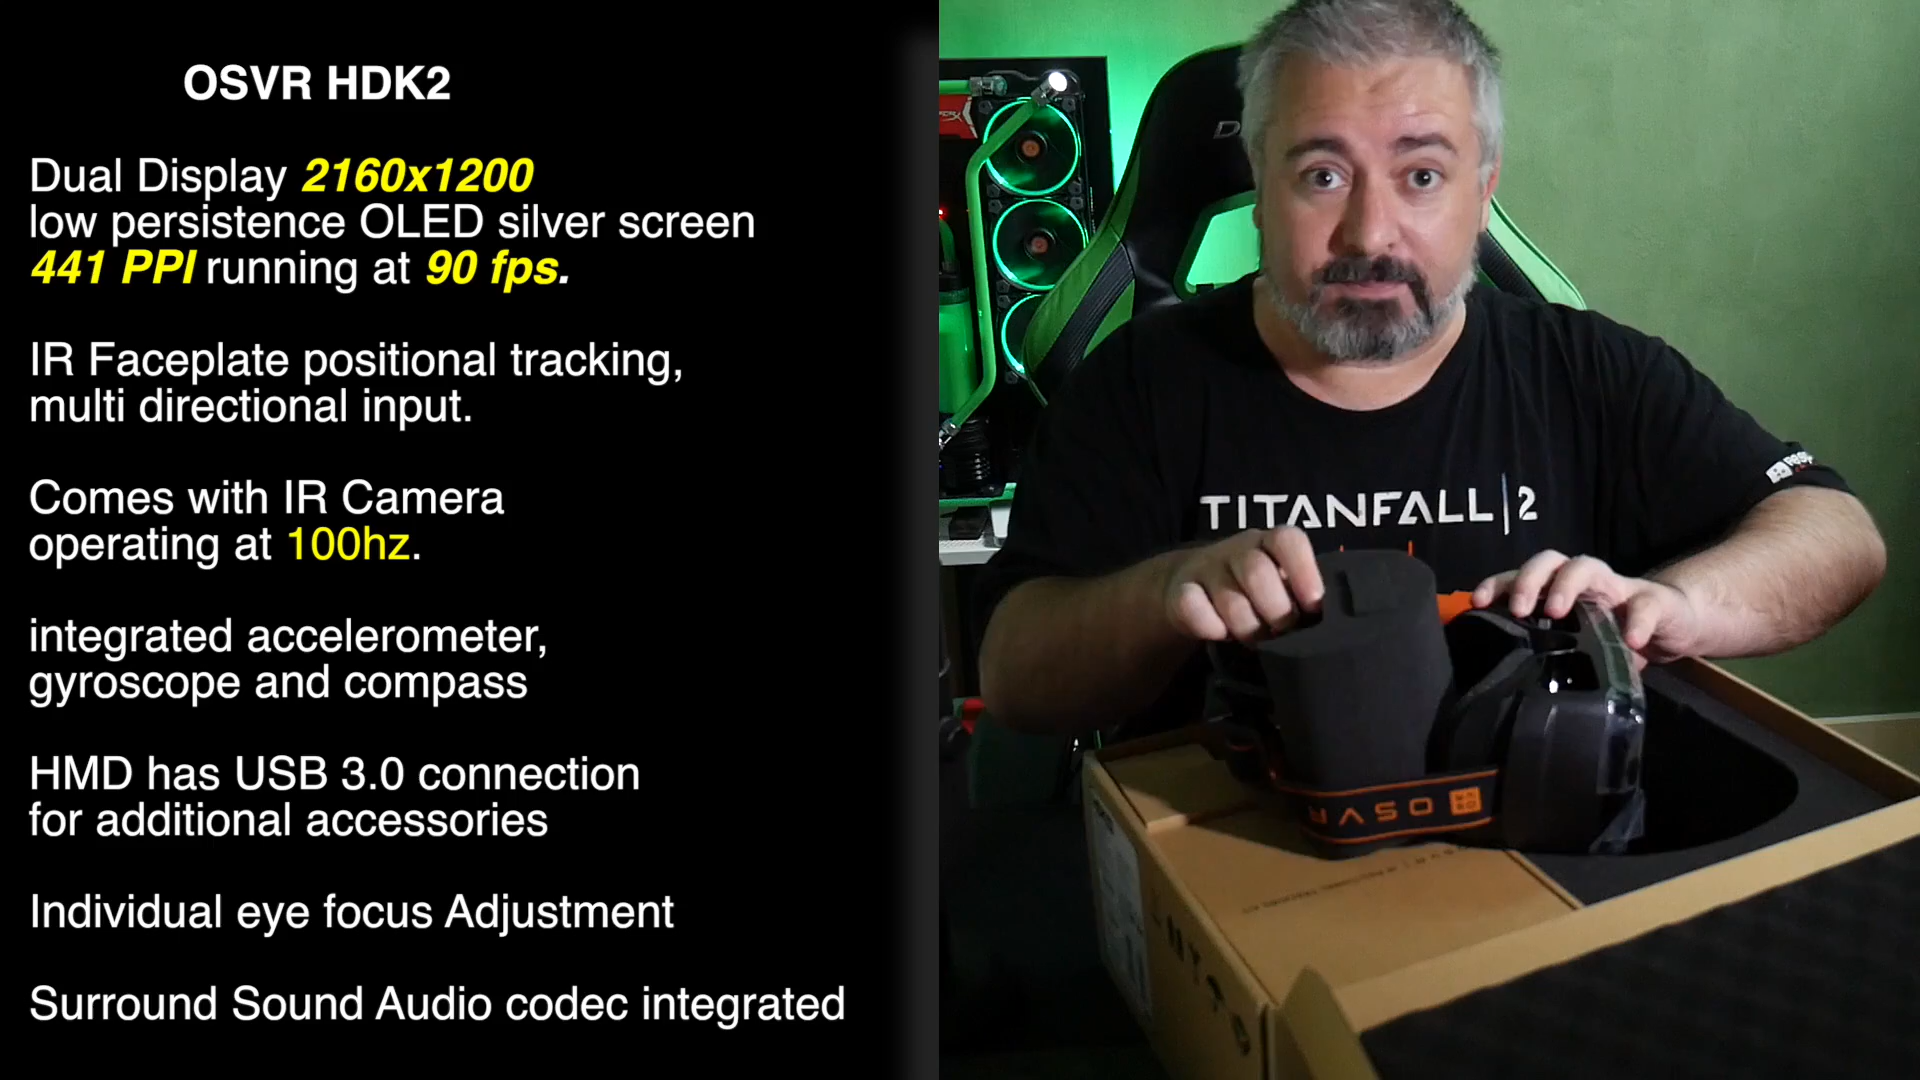 OSVR HDK2
Dual Display 2160x1200
low persistence OLED silver screen
441 PPI running at 90 fps.
IR Faceplate positional tracking,
multi directional input.
Comes with IR Camera
operating at 100hz.
integrated accelerometer,
gyroscope and compass
HMD has USB 3.0 connection
for additional accessories
Individual eye focus Adjustment
Surround Sound Audio codec integrated
TITANFALL|2
OSVR